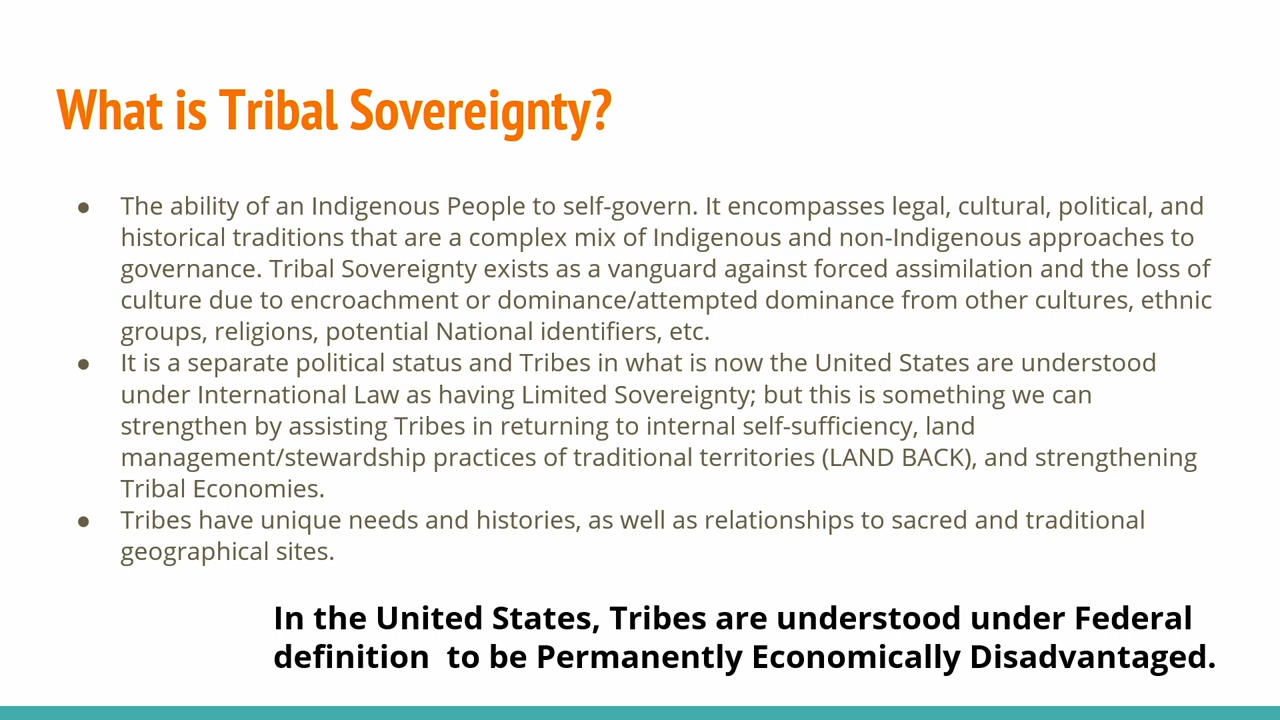 What is Tribal Sovereignty?
● The ability of an Indigenous People to self-govern. It encompasses legal, cultural, political, and
historical traditions that are a complex mix of Indigenous and non-Indigenous approaches to
governance. Tribal Sovereignty exists as a vanguard against forced assimilation and the loss of
culture due to encroachment or dominance/attempted dominance from other cultures, ethnic
groups, religions, potential National identifiers, etc.
● It is a separate political status and Tribes in what is now the United States are understood
under International Law as having Limited Sovereignty; but this is something we can
strengthen by assisting Tribes in returning to internal self-sufficiency, land
management/stewardship practices of traditional territories (LAND BACK), and strengthening
Tribal Economies.
● Tribes have unique needs and histories, as well as relationships to sacred and traditional
geographical sites.
In the United States, Tribes are understood under Federal
definition  to be Permanently Economically Disadvantaged.